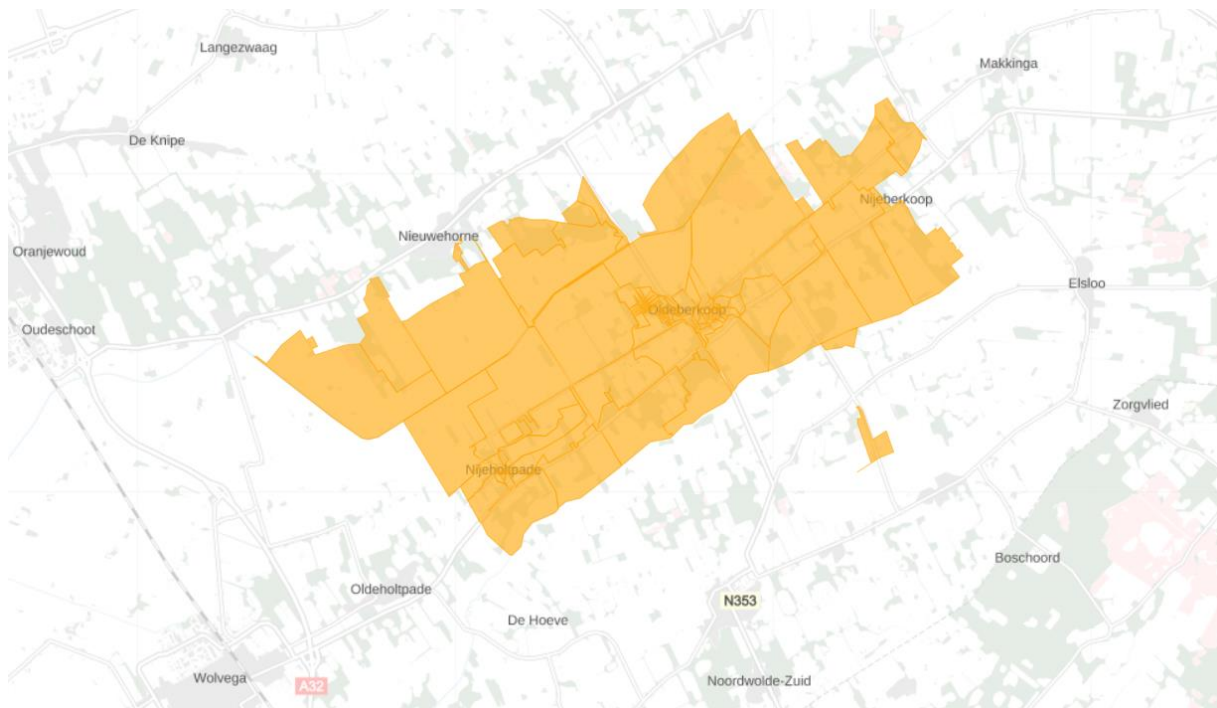 Langezwaag
Makkinga
De Knipe
Nijeberkoop
Nieuwehorne
Oranjewoud
Elsloo
Oldeberkoop
Oudeschoot
Zorgvlied
Nijeholtpade
Boschoord
Oldeholtpade
N353
De Hoeve
Wolvega
A32
Noordwolde-Zuid